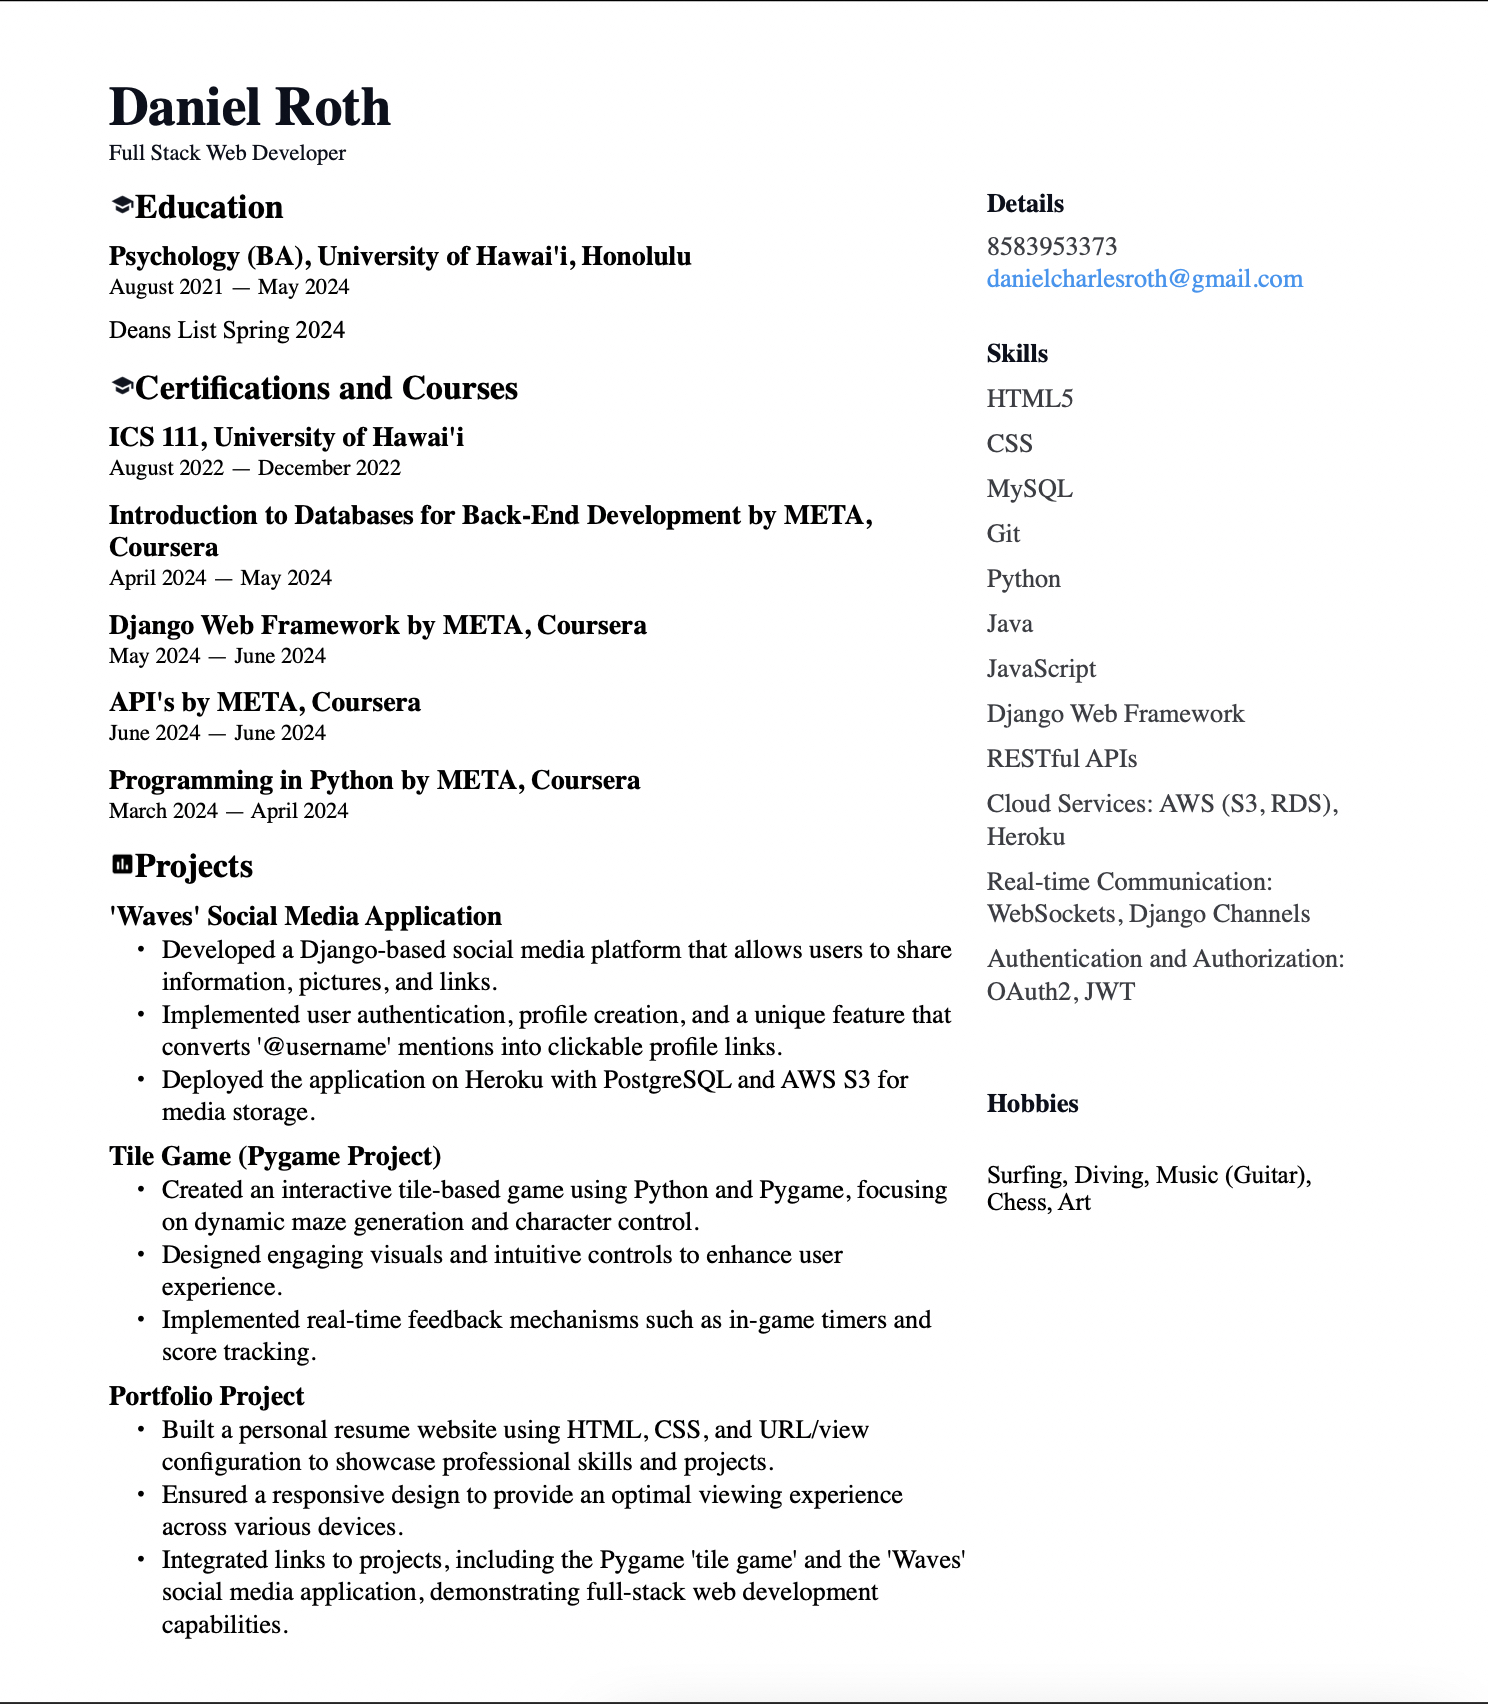 Daniel Roth
Full Stack Web Developer
Education
Psychology (BA), University of Hawai'i, Honolulu
August 2021 — May 2024
Deans List Spring 2024
Certifications and Courses
ICS 111, University of Hawai'i
August 2022 — December 2022
Introduction to Databases for Back-End Development by META,
Coursera
April 2024 — May 2024
Django Web Framework by META, Coursera
May 2024 — June 2024
API's by META, Coursera
June 2024 — June 2024
Programming in Python by META, Coursera
March 2024 — April 2024
Projects
'Waves' Social Media Application
• Developed a Django-based social media platform that allows users to share
information, pictures, and links.
• Implemented user authentication, profile creation, and a unique feature that
converts '@username' mentions into clickable profile links.
• Deployed the application on Heroku with PostgreSQL and AWS S3 for
media storage.
Tile Game (Pygame Project)
• Created an interactive tile-based game using Python and Pygame, focusing
on dynamic maze generation and character control.
• Designed engaging visuals and intuitive controls to enhance user
experience.
• Implemented real-time feedback mechanisms such as in-game timers and
score tracking.
Portfolio Project
• Built a personal resume website using HTML, CSS, and URL/view
configuration to showcase professional skills and projects.
• Ensured a responsive design to provide an optimal viewing experience
across various devices.
• Integrated links to projects, including the Pygame 'tile game' and the 'Waves'
social media application, demonstrating full-stack web development
capabilities.
Details
8583953373
danielcharlesroth@gmail.com
Skills
HTML5
CSS
MySQL
Git
Python
Java
JavaScript
Django Web Framework
RESTful APIs
Cloud Services: AWS (S3, RDS),
Heroku
Real-time Communication:
WebSockets, Django Channels
Authentication and Authorization:
OAuth2, JWT
Hobbies
Surfing, Diving, Music (Guitar),
Chess, Art